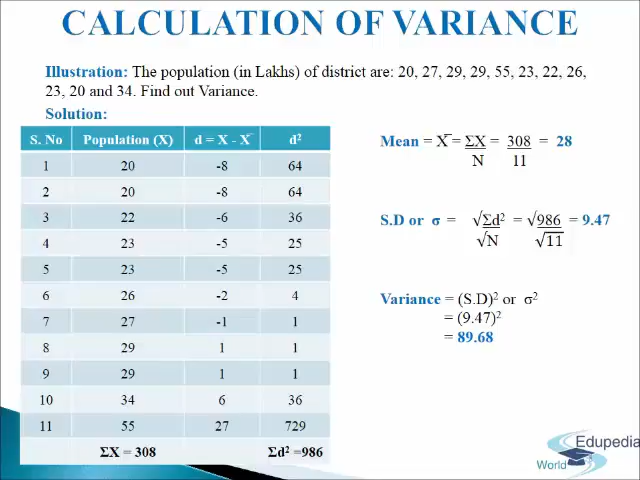 CALCULATION OF VARIANCE
Illustration: The population (in Lakhs) of district are: 20, 27, 29, 29, 55, 23, 22, 26,
23, 20 and 34. Find out Variance.
Solution:
S. No Population (X) d = X - X̅ d²
1 20 -8 64
2 20 -8 64
3 22 -6 36
4 23 -5 25
5 23 -5 25
6 26 -2 4
7 27 -1 1
8 29 1 1
9 29 1 1
10 34 6 36
11 55 27 729
ΣX = 308 Σd² =986
Mean = X̅ = ΣX = 308 = 28
N 11
S.D or σ = √Σd² = √986 = 9.47
√N √11
Variance = (S.D)² or σ²
= (9.47)²
= 89.68
Edupedia
World